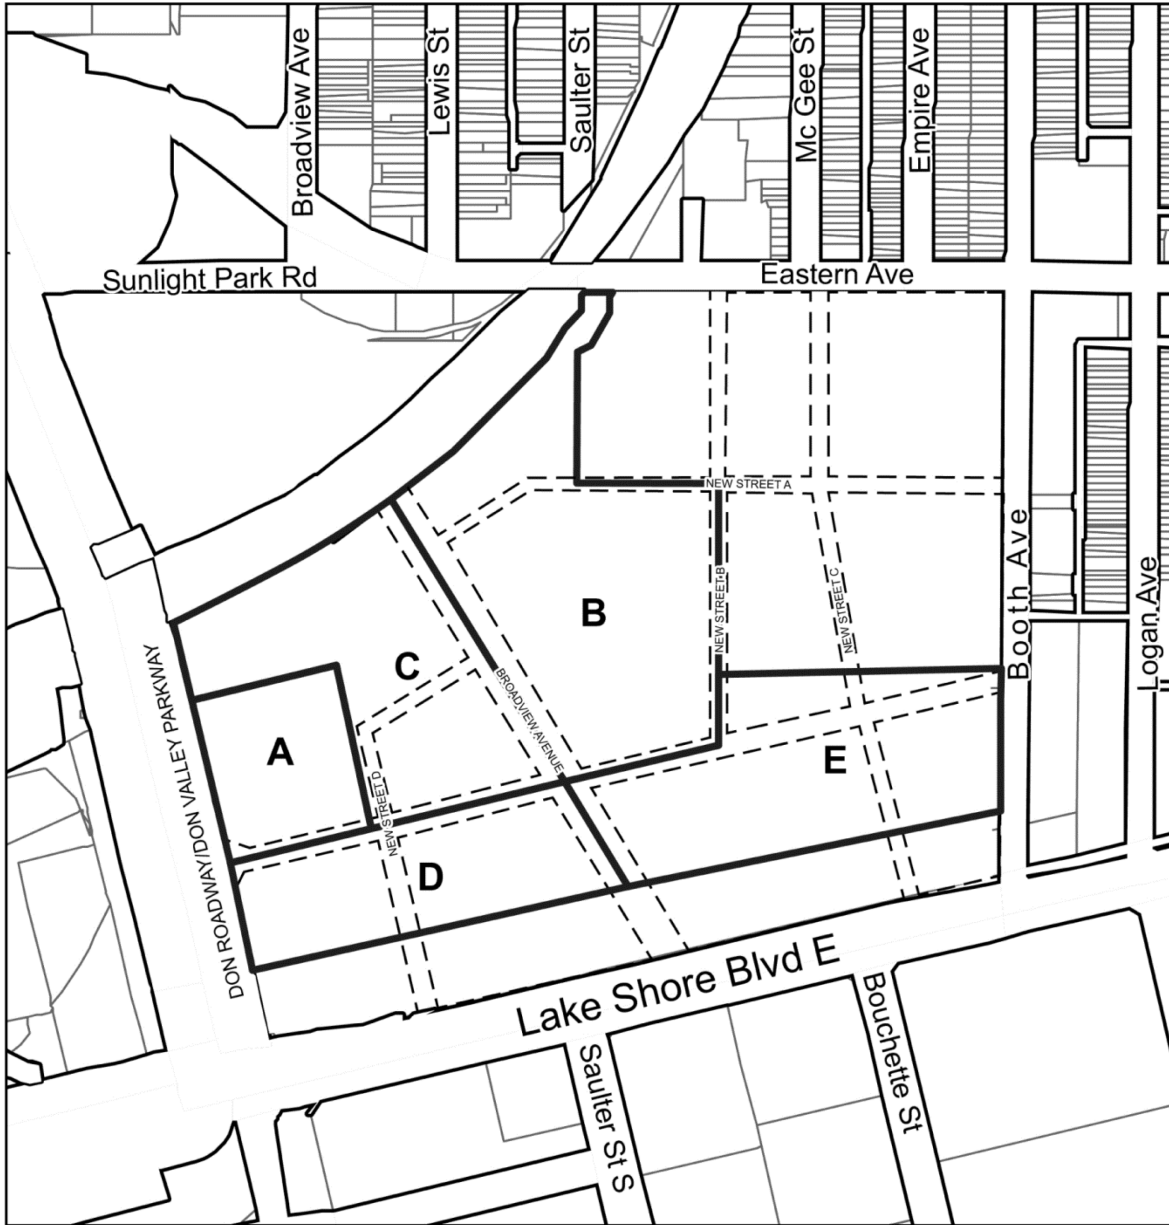 Broadview Ave
Lewis St
Saulter St
Mc Gee St
Empire Ave
Sunlight Park Rd
Eastern Ave
NEW STREET A
NEW STREET B
NEW STREET C
Booth Ave
Logan Ave
B
C
BROADVIEW AVENUE
A
E
NEW STREET D
D
DON ROADWAY/DON VALLEY PARKWAY
Lake Shore Blvd E
Saulter St S
Bouchette St